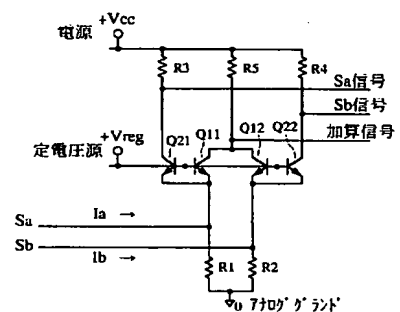 +Vcc
電源
R3
R5
R4
Sa信号
Sb信号
+Vreg
Q21
Q11
Q12
Q22
加算信号
定電圧源
Sa
Ia →
Sb
Ib →
R1
R2
0 アナログ グランド